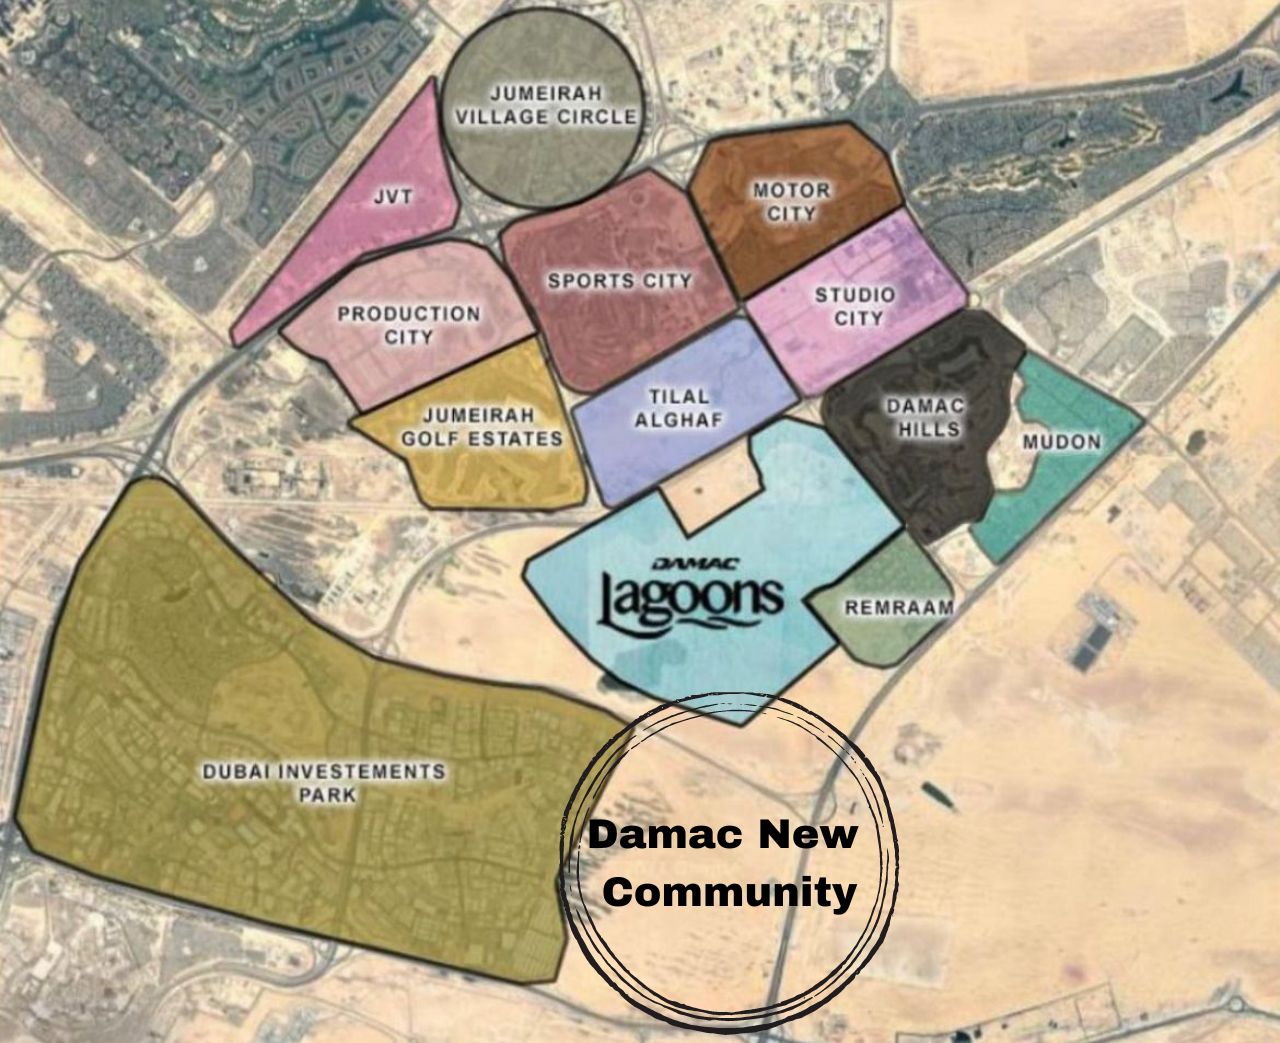 JUMEIRAH
VILLAGE CIRCLE
JVT
MOTOR
CITY
SPORTS CITY
STUDIO
CITY
PRODUCTION
CITY
TILAL
ALGHAF
DAMAC
HILLS
JUMEIRAH
GOLF ESTATES
MUDON
DAMAC
Lagoons
REMRAAM
DUBAI INVESTEMENTS
PARK
Damac New
Community